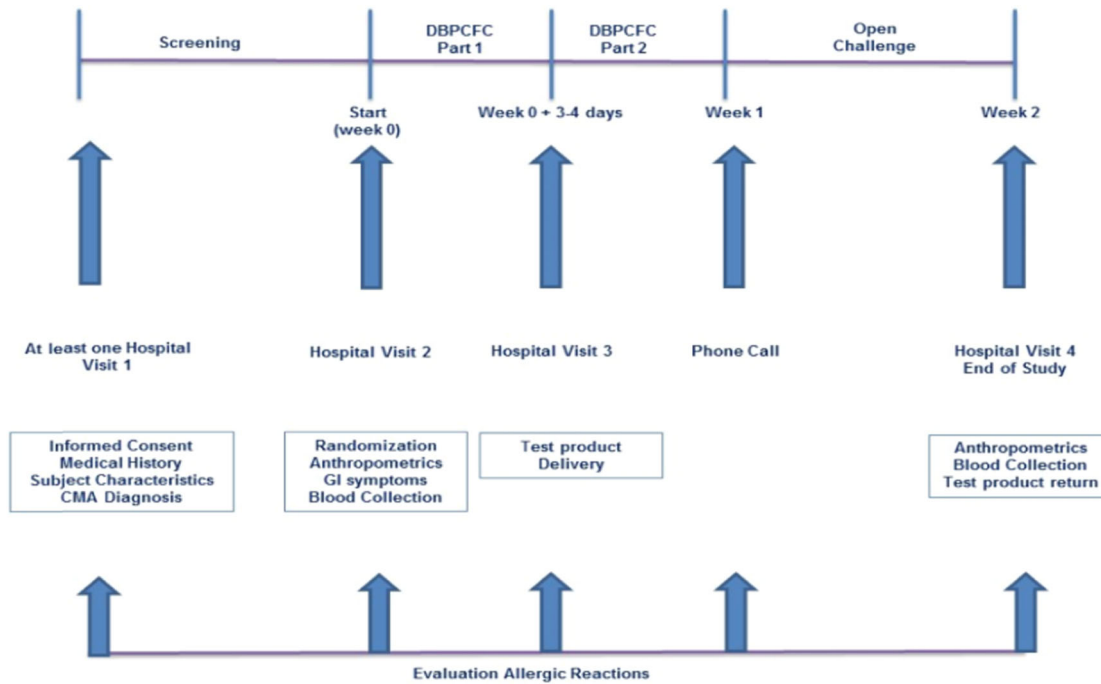 Screening
DBPCFC
Part 1
DBPCFC
Part 2
Open
Challenge
Start
(week 0)
Week 0 + 3-4 days
Week 1
Week 2
At least one Hospital
Visit 1
Hospital Visit 2
Hospital Visit 3
Phone Call
Hospital Visit 4
End of Study
Informed Consent
Medical History
Subject Characteristics
CMA Diagnosis
Randomization
Anthropometrics
GI symptoms
Blood Collection
Test product
Delivery
Anthropometrics
Blood Collection
Test product return
Evaluation Allergic Reactions